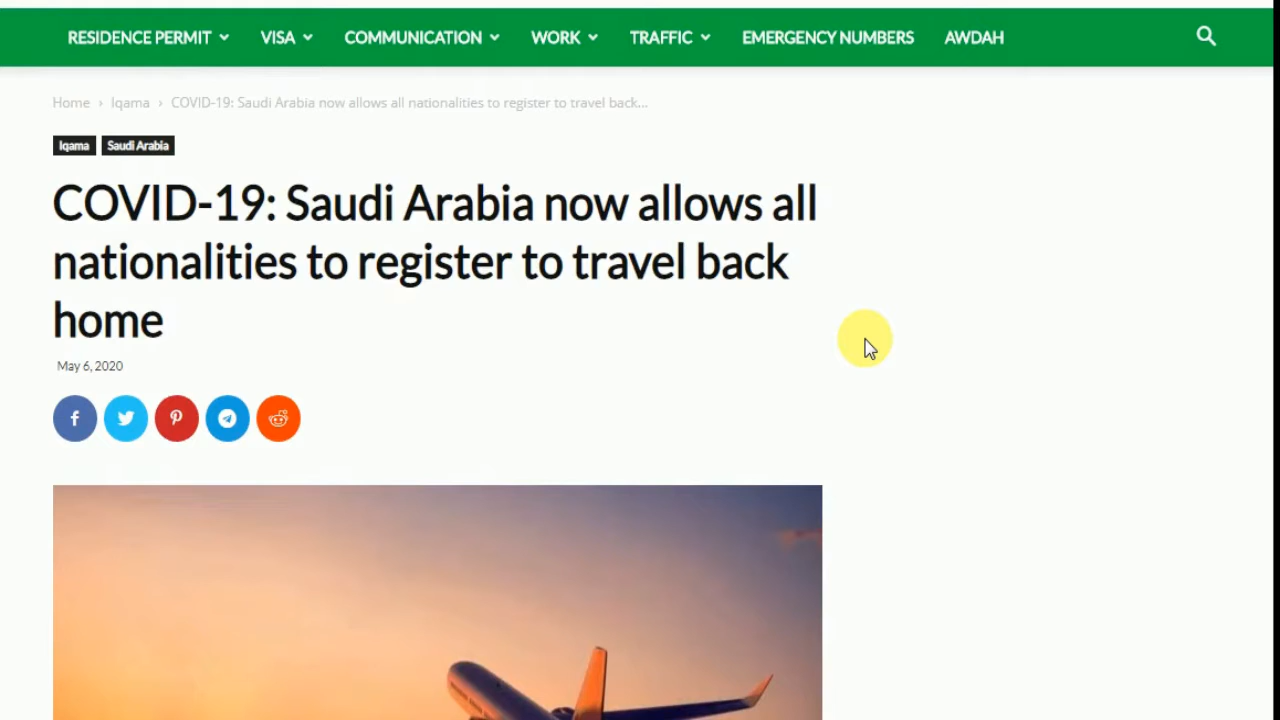 RESIDENCE PERMIT VISA COMMUNICATION WORK TRAFFIC EMERGENCY NUMBERS AWDAH
Home › Iqama › COVID-19: Saudi Arabia now allows all nationalities to register to travel back...
Iqama Saudi Arabia
COVID-19: Saudi Arabia now allows all
nationalities to register to travel back
home
May 6, 2020